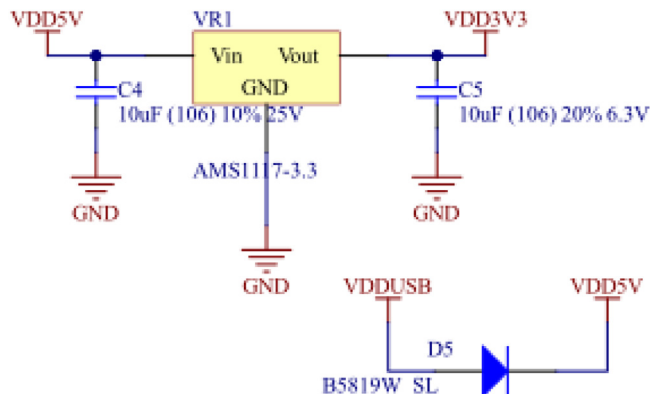 VDD5V
VR1
VDD3V3
Vin
Vout
GND
C4
10uF (106) 10% 25V
C5
10uF (106) 20% 6.3V
AMS1117-3.3
GND
GND
GND
VDDUSB
VDD5V
D5
B5819W SL